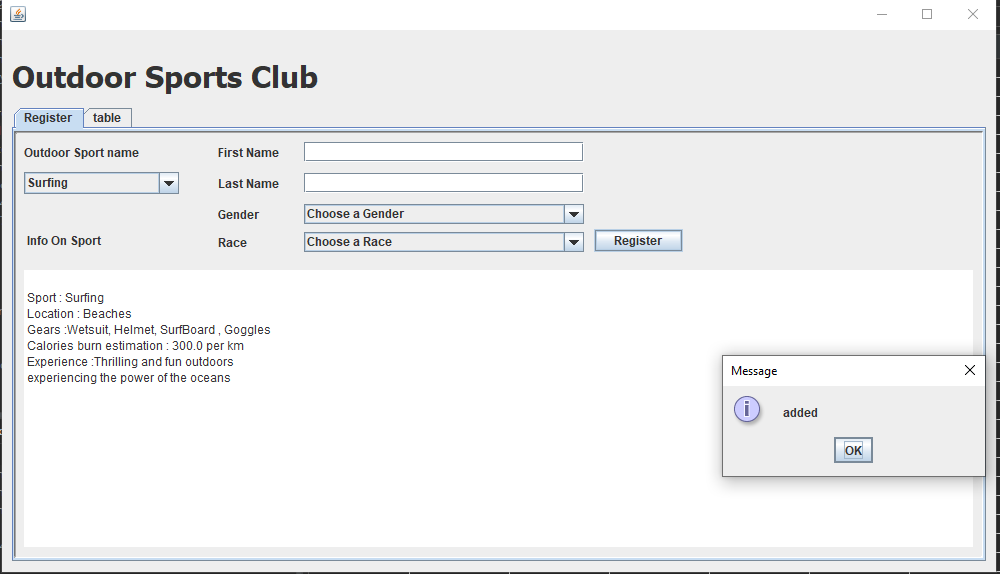 Outdoor Sports Club
Register table
Outdoor Sport name First Name
Surfing Last Name
Gender Choose a Gender
Info On Sport Race Choose a Race Register
Sport : Surfing
Location : Beaches
Gears :Wetsuit, Helmet, SurfBoard , Goggles
Calories burn estimation : 300.0 per km
Experience :Thrilling and fun outdoors
experiencing the power of the oceans
Message
i added
OK